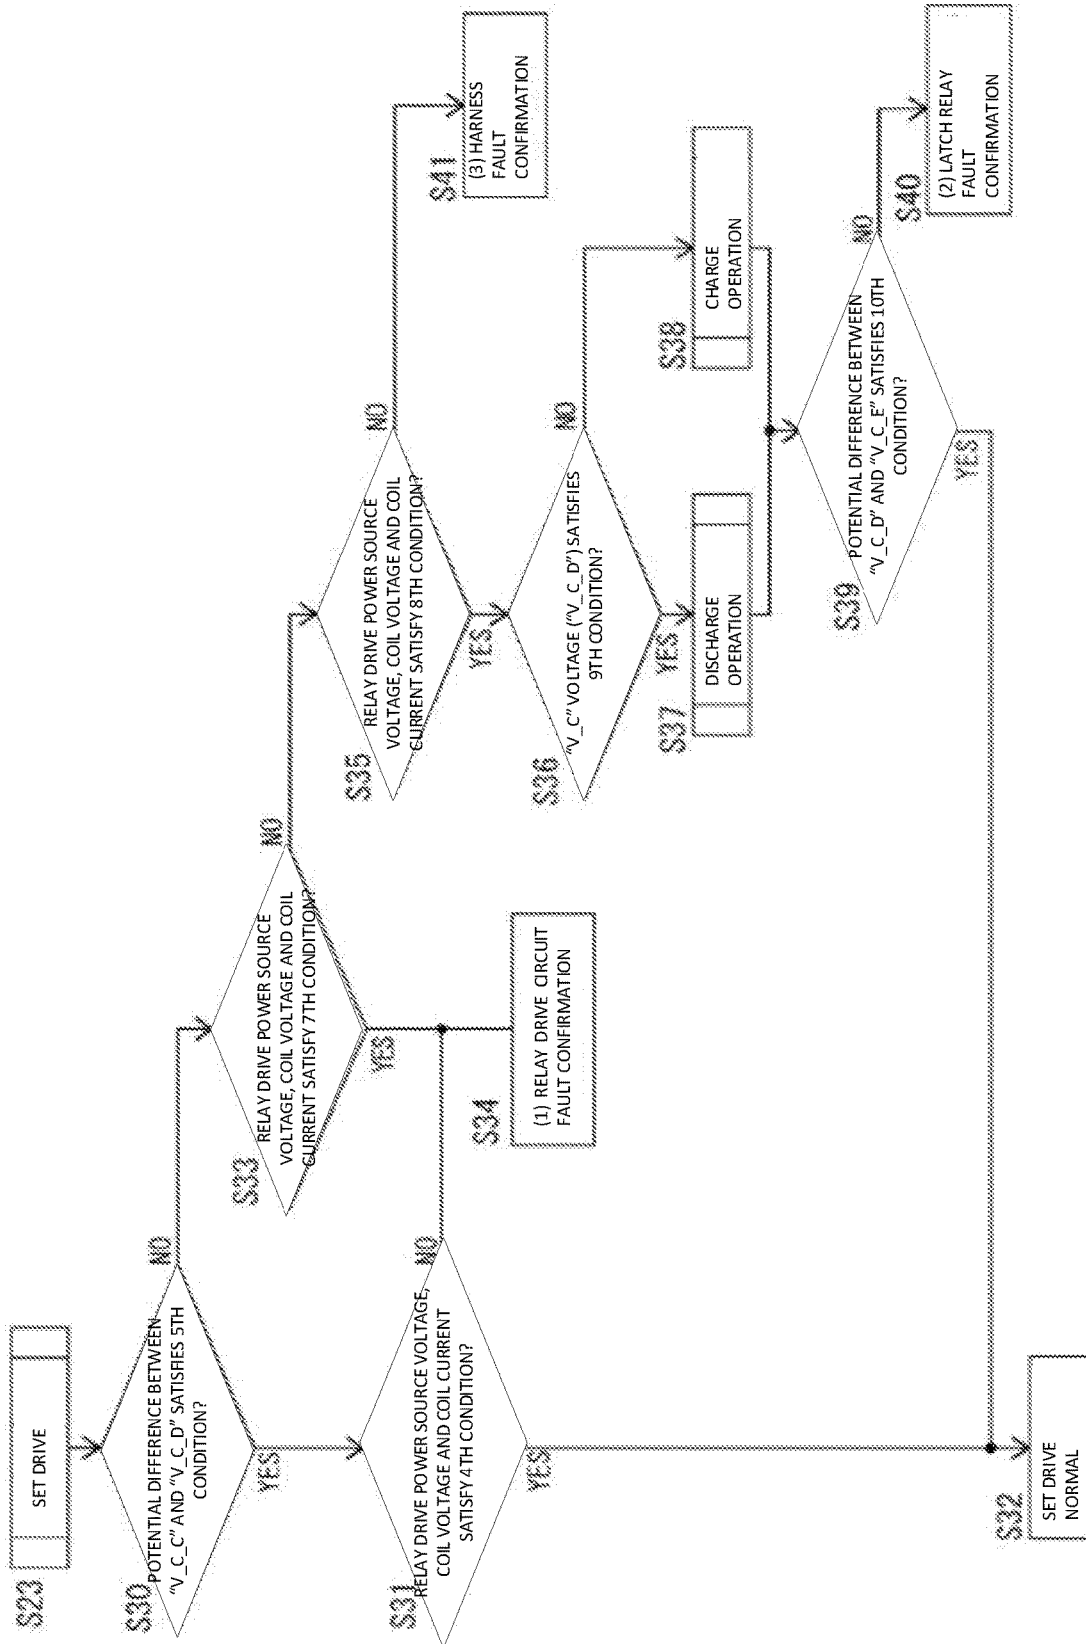 S23
SET DRIVE
S30
POTENTIAL DIFFERENCE BETWEEN
"V_C_C" AND "V_C_D" SATISFIES 5TH
CONDITION?
NO
YES
S31
RELAY DRIVE POWER SOURCE VOLTAGE,
COIL VOLTAGE AND COIL CURRENT
SATISFY 4TH CONDITION?
NO
YES
S32
SET DRIVE
NORMAL
S33
RELAY DRIVE POWER SOURCE
VOLTAGE, COIL VOLTAGE AND COIL
CURRENT SATISFY 7TH CONDITION?
NO
YES
S34
(1) RELAY DRIVE CIRCUIT
FAULT CONFIRMATION
S35
RELAY DRIVE POWER SOURCE
VOLTAGE, COIL VOLTAGE AND COIL
CURRENT SATISFY 8TH CONDITION?
NO
YES
S41
(3) HARNESS
FAULT
CONFIRMATION
S36
"V_C" VOLTAGE ("V_C_D") SATISFIES
9TH CONDITION?
NO
YES
S37
DISCHARGE
OPERATION
S38
CHARGE
OPERATION
S39
POTENTIAL DIFFERENCE BETWEEN
"V_C_D" AND "V_C_E" SATISFIES 10TH
CONDITION?
NO
YES
S40
(2) LATCH RELAY
FAULT
CONFIRMATION